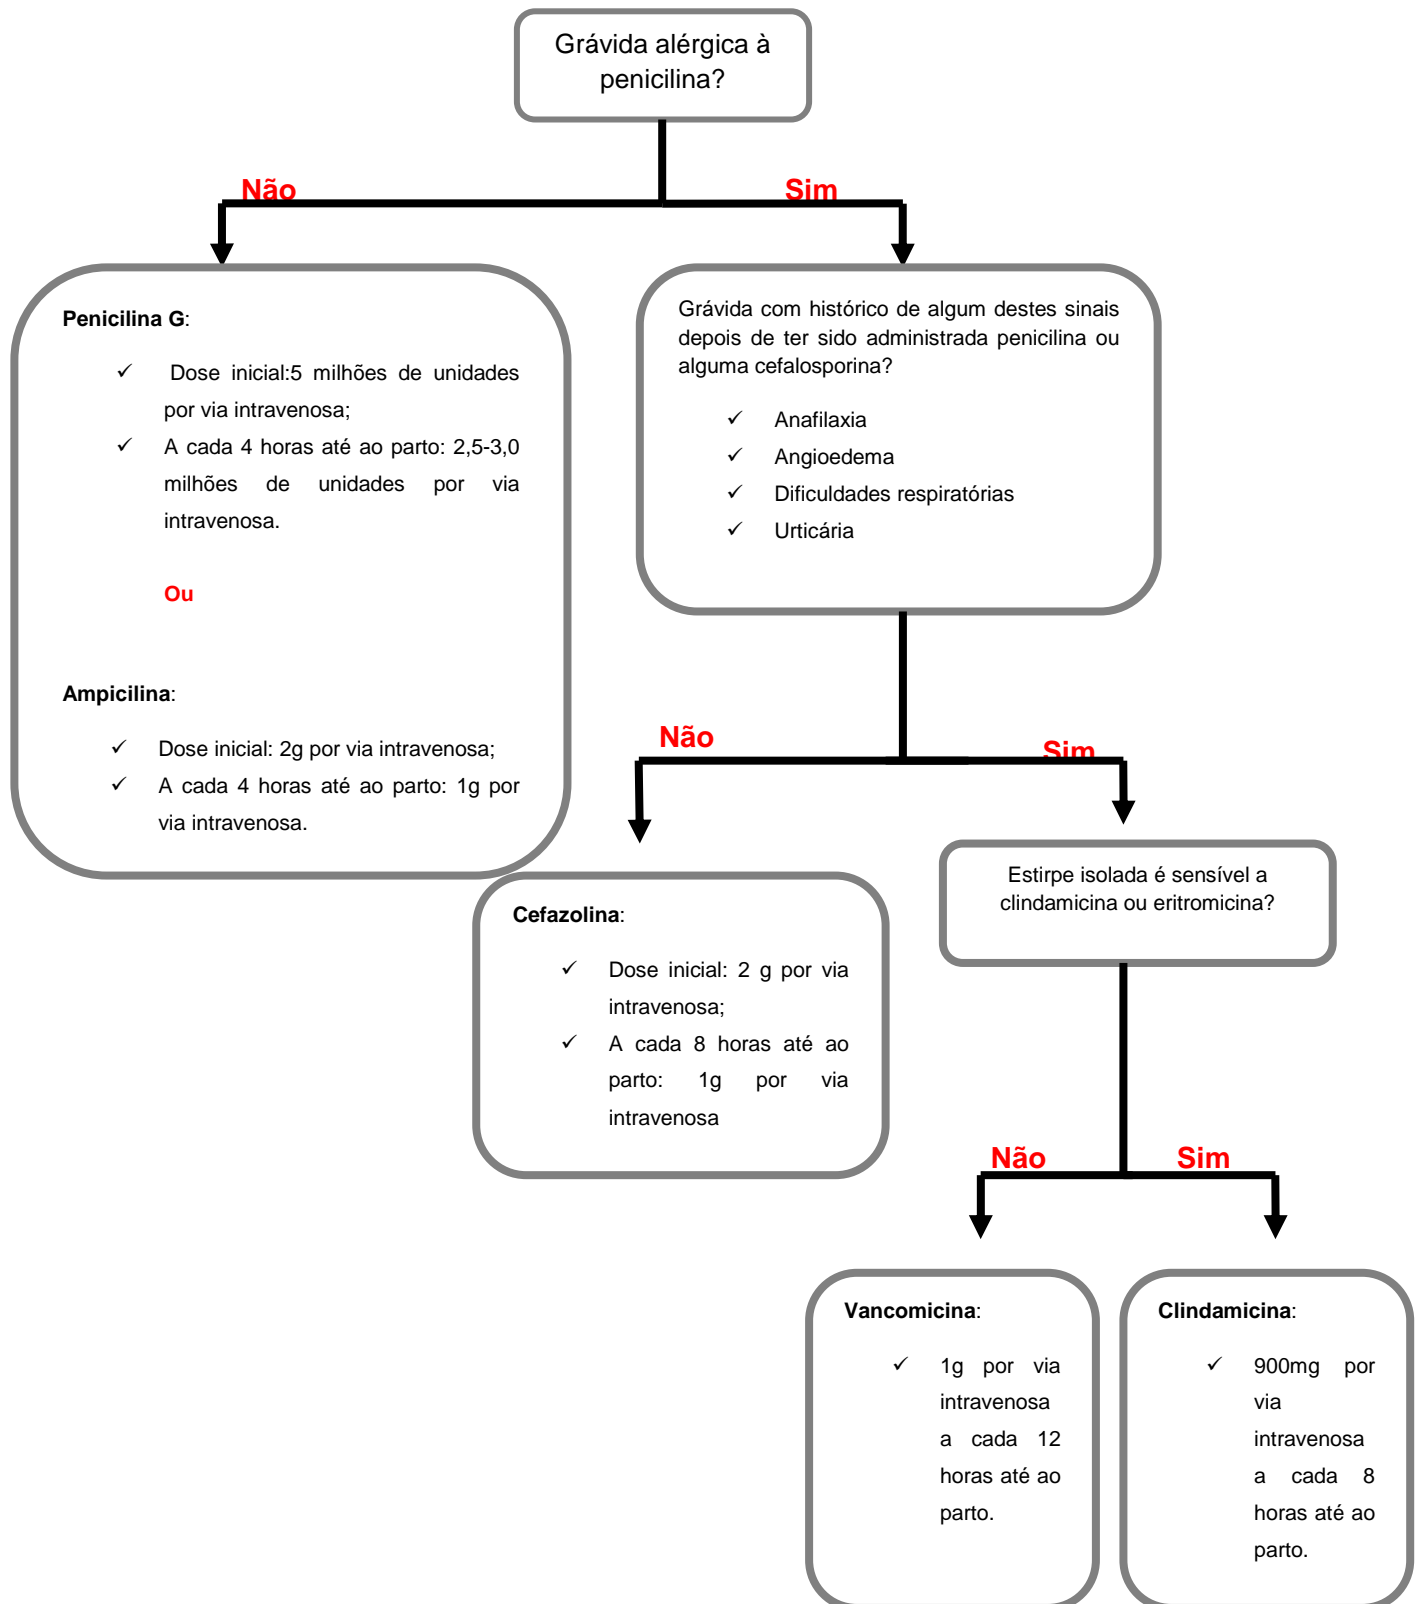 Grávida alérgica à
penicilina?
Não
Sim
Penicilina G:
✓ Dose inicial:5 milhões de unidades
por via intravenosa;
✓ A cada 4 horas até ao parto: 2,5-3,0
milhões de unidades por via
intravenosa.
Ou
Ampicilina:
✓ Dose inicial: 2g por via intravenosa;
✓ A cada 4 horas até ao parto: 1g por
via intravenosa.
Grávida com histórico de algum destes sinais
depois de ter sido administrada penicilina ou
alguma cefalosporina?
✓ Anafilaxia
✓ Angioedema
✓ Dificuldades respiratórias
✓ Urticária
Não
Sim
Cefazolina:
✓ Dose inicial: 2 g por via
intravenosa;
✓ A cada 8 horas até ao
parto: 1g por via
intravenosa
Estirpe isolada é sensível a
clindamicina ou eritromicina?
Não
Sim
Vancomicina:
✓ 1g por via
intravenosa
a cada 12
horas até ao
parto.
Clindamicina:
✓ 900mg por
via
intravenosa
a cada 8
horas até ao
parto.